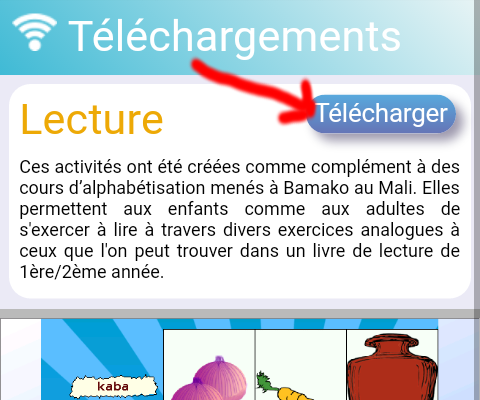 Téléchargements
Lecture
Télécharger
Ces activités ont été créées comme complément à des
cours d'alphabétisation menés à Bamako au Mali. Elles
permettent aux enfants comme aux adultes de
s'exercer à lire à travers divers exercices analogues à
ceux que l'on peut trouver dans un livre de lecture de
1ère/2ème année.
kaba